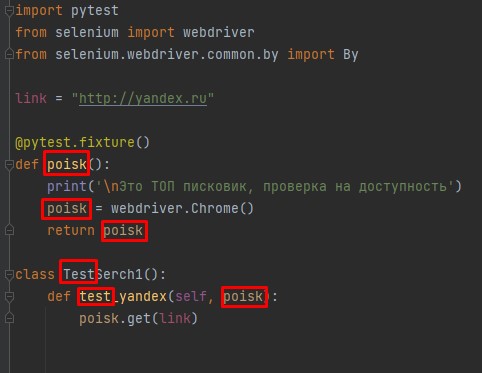 import pytest
from selenium import webdriver
from selenium.webdriver.common.by import By
link = "http://yandex.ru"
@pytest.fixture()
def poisk():
print('\nЭто ТОП писковик, проверка на доступность')
poisk = webdriver.Chrome()
return poisk
class TestSerch1():
def test_yandex(self, poisk):
poisk.get(link)